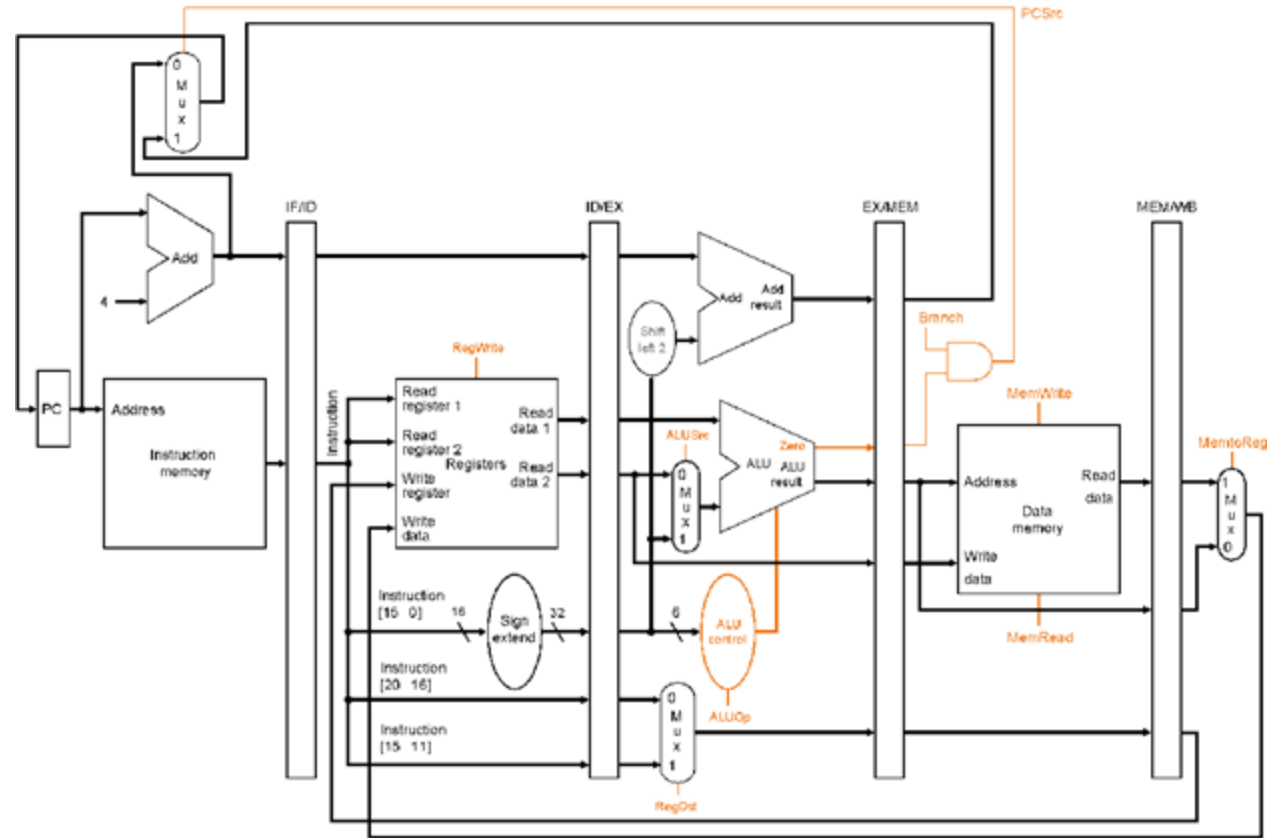 PCSrc
0
M
u
x
1
IF/ID
ID/EX
EX/MEM
MEM/WB
Add
4
Add
Add
result
Shift
left 2
Branch
RegWrite
PC
Address
Instruction
memory
Instruction
Read
register 1
Read
register 2
Write
register
Write
data
Registers
Read
data 1
Read
data 2
ALUSrc
0
M
u
x
1
Zero
ALU
ALU
result
MemWrite
Address
Read
data
Data
memory
Write
data
MemRead
MemtoReg
1
M
u
x
0
Instruction
[15 0]
16
Sign
extend
32
6
ALU
control
ALUOp
Instruction
[20 16]
Instruction
[15 11]
0
M
u
x
1
RegDst